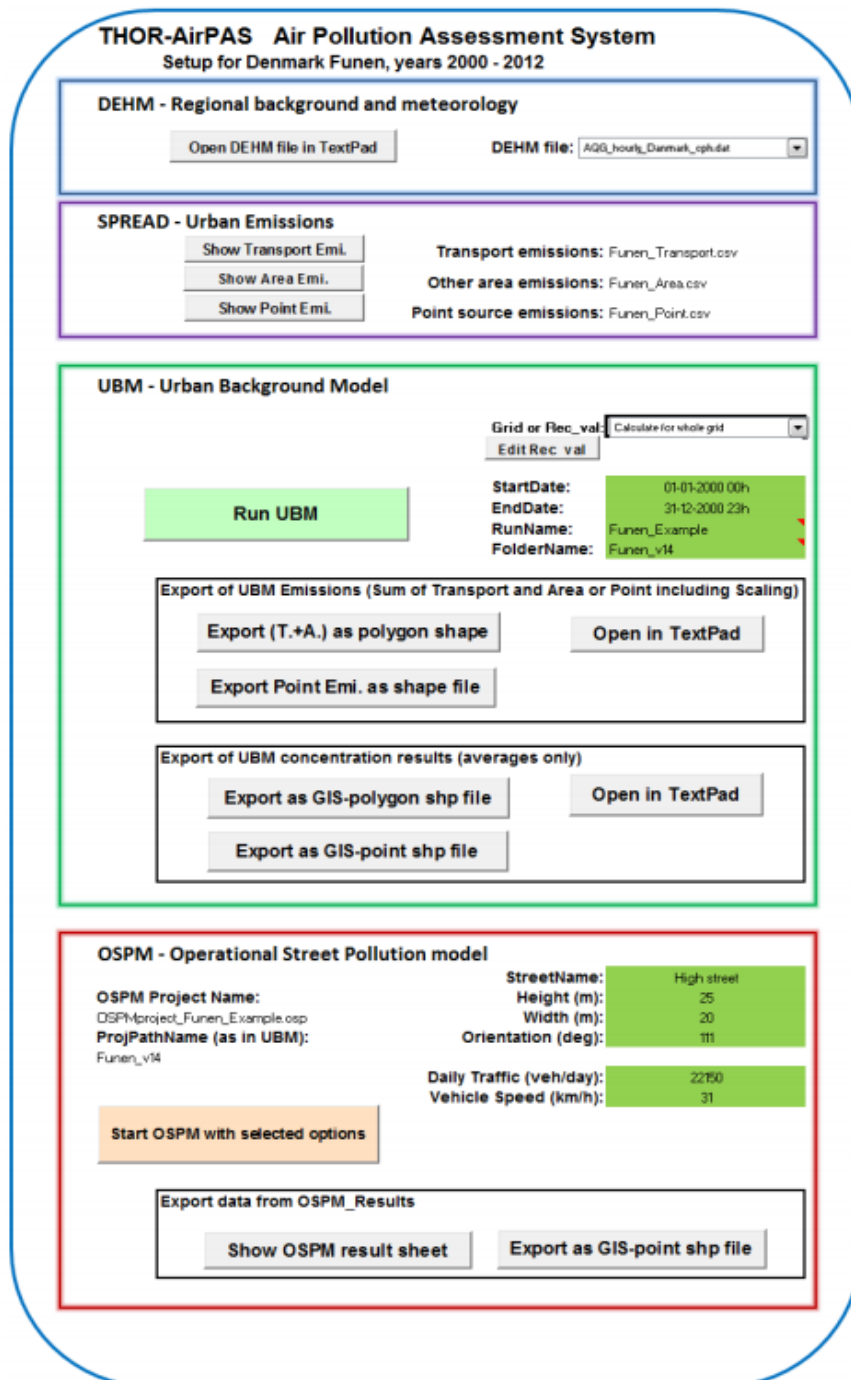 THOR-AirPAS   Air Pollution Assessment System
Setup for Denmark Funen, years 2000 - 2012
DEHM - Regional background and meteorology
Open DEHM file in TextPad
DEHM file: AQG_hourly_Danmark_cph.dat
SPREAD - Urban Emissions
Show Transport Emi.
Transport emissions: Funen_Transport.csv
Show Area Emi.
Other area emissions: Funen_Area.csv
Show Point Emi.
Point source emissions: Funen_Point.csv
UBM - Urban Background Model
Grid or Rec_val: Calculate for whole grid
Edit Rec_val
Run UBM
StartDate: 01-01-2000 00h
EndDate: 31-12-2000 23h
RunName: Funen_Example
FolderName: Funen_v14
Export of UBM Emissions (Sum of Transport and Area or Point including Scaling)
Export (T.+A.) as polygon shape
Open in TextPad
Export Point Emi. as shape file
Export of UBM concentration results (averages only)
Export as GIS-polygon shp file
Open in TextPad
Export as GIS-point shp file
OSPM - Operational Street Pollution model
StreetName: High street
OSPM Project Name:
Height (m): 25
OSPMproject_Funen_Example.osp
Width (m): 20
ProjPathName (as in UBM):
Orientation (deg): 111
Funen_v14
Daily Traffic (veh/day): 22150
Vehicle Speed (km/h): 31
Start OSPM with selected options
Export data from OSPM_Results
Show OSPM result sheet
Export as GIS-point shp file